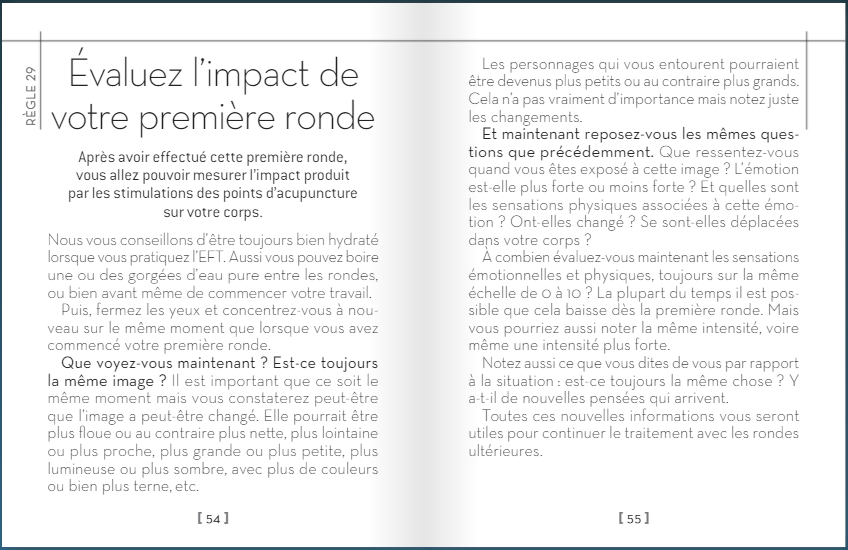 RÈGLE 29
Évaluez l'impact de
votre première ronde
Après avoir effectué cette première ronde,
vous allez pouvoir mesurer l'impact produit
par les stimulations des points d'acupuncture
sur votre corps.
Nous vous conseillons d'être toujours bien hydraté
lorsque vous pratiquez l'EFT. Aussi vous pouvez boire
une ou des gorgées d'eau pure entre les rondes,
ou bien avant même de commencer votre travail.
Puis, fermez les yeux et concentrez-vous à nou-
veau sur le même moment que lorsque vous avez
commencé votre première ronde.
Que voyez-vous maintenant ? Est-ce toujours
la même image ? Il est important que ce soit le
même moment mais vous constaterez peut-être
que l'image a peut-être changé. Elle pourrait être
plus floue ou au contraire plus nette, plus lointaine
ou plus proche, plus grande ou plus petite, plus
lumineuse ou plus sombre, avec plus de couleurs
ou bien plus terne, etc.
[ 54 ]
Les personnages qui vous entourent pourraient
être devenus plus petits ou au contraire plus grands.
Cela n'a pas vraiment d'importance mais notez juste
les changements.
Et maintenant reposez-vous les mêmes ques-
tions que précédemment. Que ressentez-vous
quand vous êtes exposé à cette image ? L'émotion
est-elle plus forte ou moins forte ? Et quelles sont
les sensations physiques associées à cette émo-
tion ? Ont-elles changé ? Se sont-elles déplacées
dans votre corps ?
À combien évaluez-vous maintenant les sensations
émotionnelles et physiques, toujours sur la même
échelle de 0 à 10 ? La plupart du temps il est pos-
sible que cela baisse dès la première ronde. Mais
vous pourriez aussi noter la même intensité, voire
même une intensité plus forte.
Notez aussi ce que vous dites de vous par rapport
à la situation : est-ce toujours la même chose ? Y
a-t-il de nouvelles pensées qui arrivent.
Toutes ces nouvelles informations vous seront
utiles pour continuer le traitement avec les rondes
ultérieures.
[ 55 ]